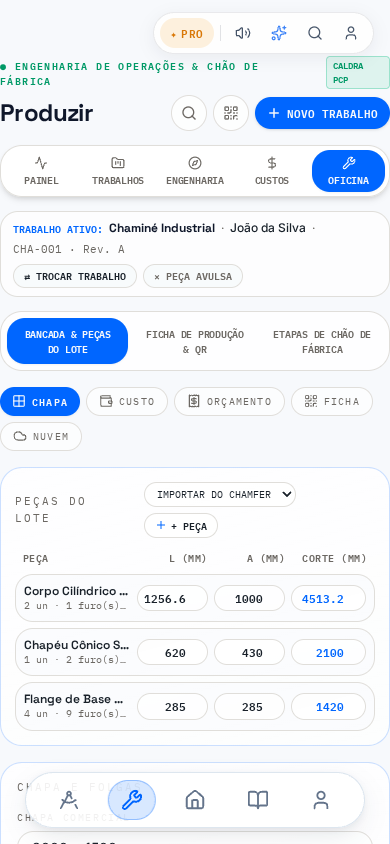 PRO
ENGENHARIA DE OPERAÇÕES & CHÃO DE
FÁBRICA
CALDRA
PCP
Produzir
NOVO TRABALHO
PAINEL
TRABALHOS
ENGENHARIA
CUSTOS
OFICINA
TRABALHO ATIVO: Chaminé Industrial · João da Silva ·
CHA-001 · Rev. A
⇄ TROCAR TRABALHO
× PEÇA AVULSA
BANCADA & PEÇAS
DO LOTE
FICHA DE PRODUÇÃO
& QR
ETAPAS DE CHÃO DE
FÁBRICA
CHAPA
CUSTO
ORÇAMENTO
FICHA
NUVEM
PEÇAS DO
LOTE
IMPORTAR DO CHAMFER
+ PEÇA
PEÇA L (MM) A (MM) CORTE (MM)
Corpo Cilíndrico … 1256.6 1000 4513.2
2 un · 1 furo(s)…
Chapéu Cônico S… 620 430 2100
1 un · 2 furo(s)…
Flange de Base … 285 285 1420
4 un · 9 furo(s)…